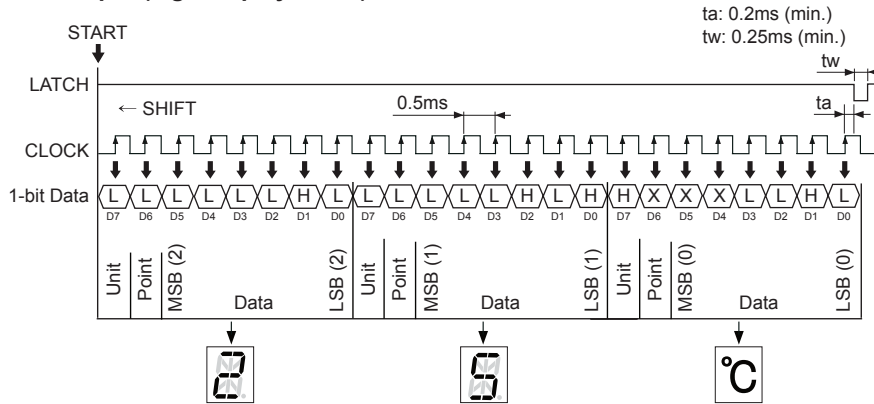 ta: 0.2ms (min.)
tw: 0.25ms (min.)
START
tw
LATCH
← SHIFT
0.5ms
ta
CLOCK
1-bit Data L L L L L L H L L L L L L H L H H X X X L L H L
D7 D6 D5 D4 D3 D2 D1 D0 D7 D6 D5 D4 D3 D2 D1 D0 D7 D6 D5 D4 D3 D2 D1 D0
Unit Point MSB (2) Data LSB (2) Unit Point MSB (1) Data LSB (1) Unit Point MSB (0) Data LSB (0)
2 5 °C